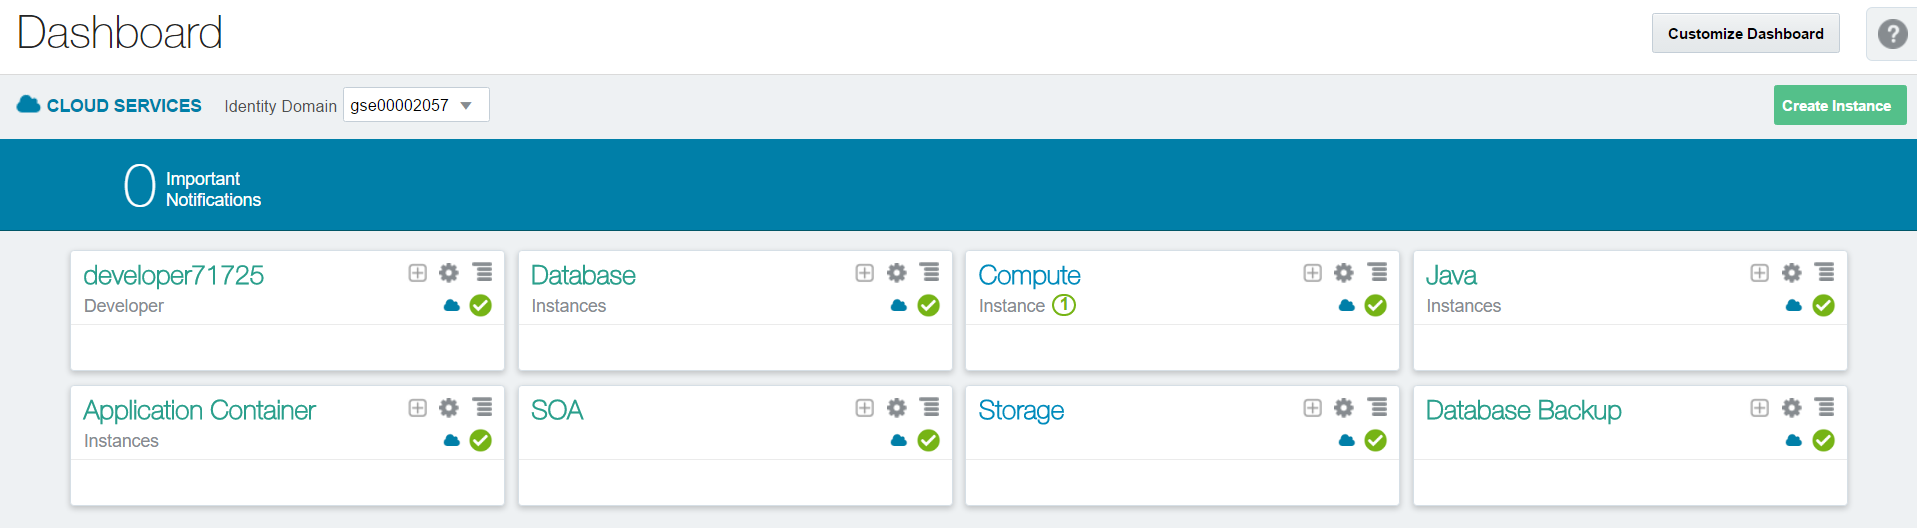 Dashboard
Customize Dashboard
?
CLOUD SERVICES Identity Domain gse00002057
Create Instance
0 Important
Notifications
developer71725
Developer
Database
Instances
Compute
Instance 1
Java
Instances
Application Container
Instances
SOA
Storage
Database Backup